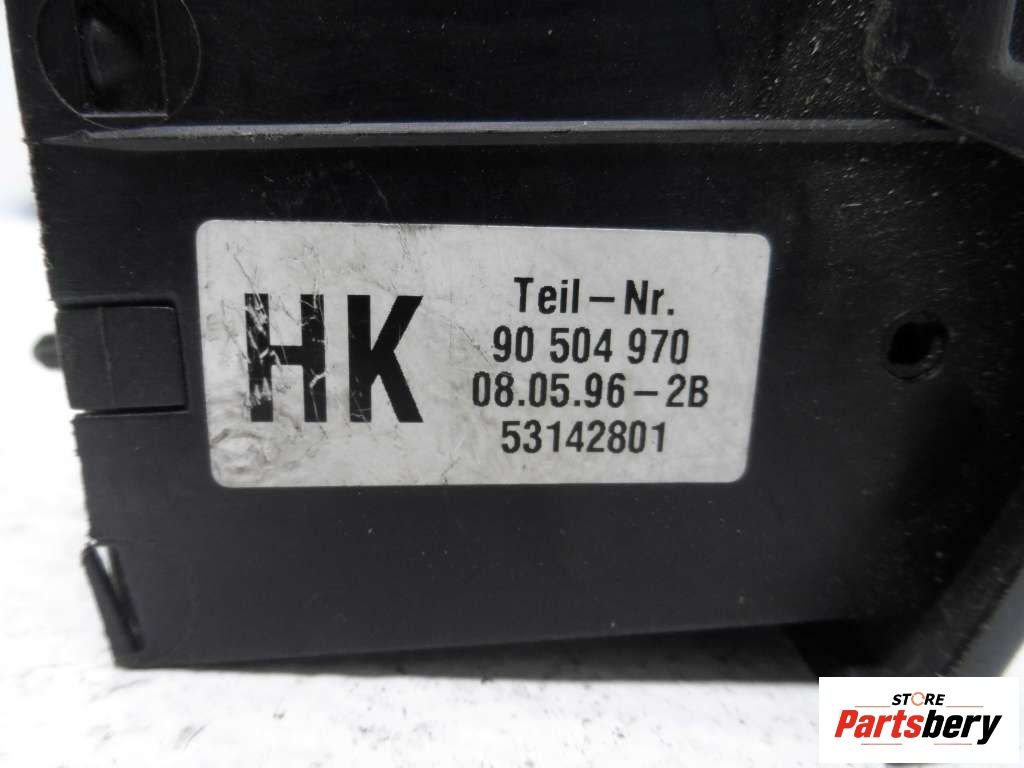 HK
Teil-Nr.
90 504 970
08.05.96-2B
53142801
STORE
Partsbery